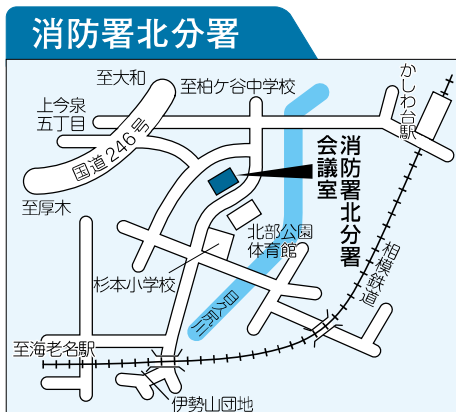 消防署北分署
至大和
至柏ケ谷中学校
かしわ台駅
上今泉
五丁目
国道246号
消防署北分署
会議室
至厚木
北部公園
体育館
相模鉄道
杉本小学校
目久尻川
至海老名駅
伊勢山団地